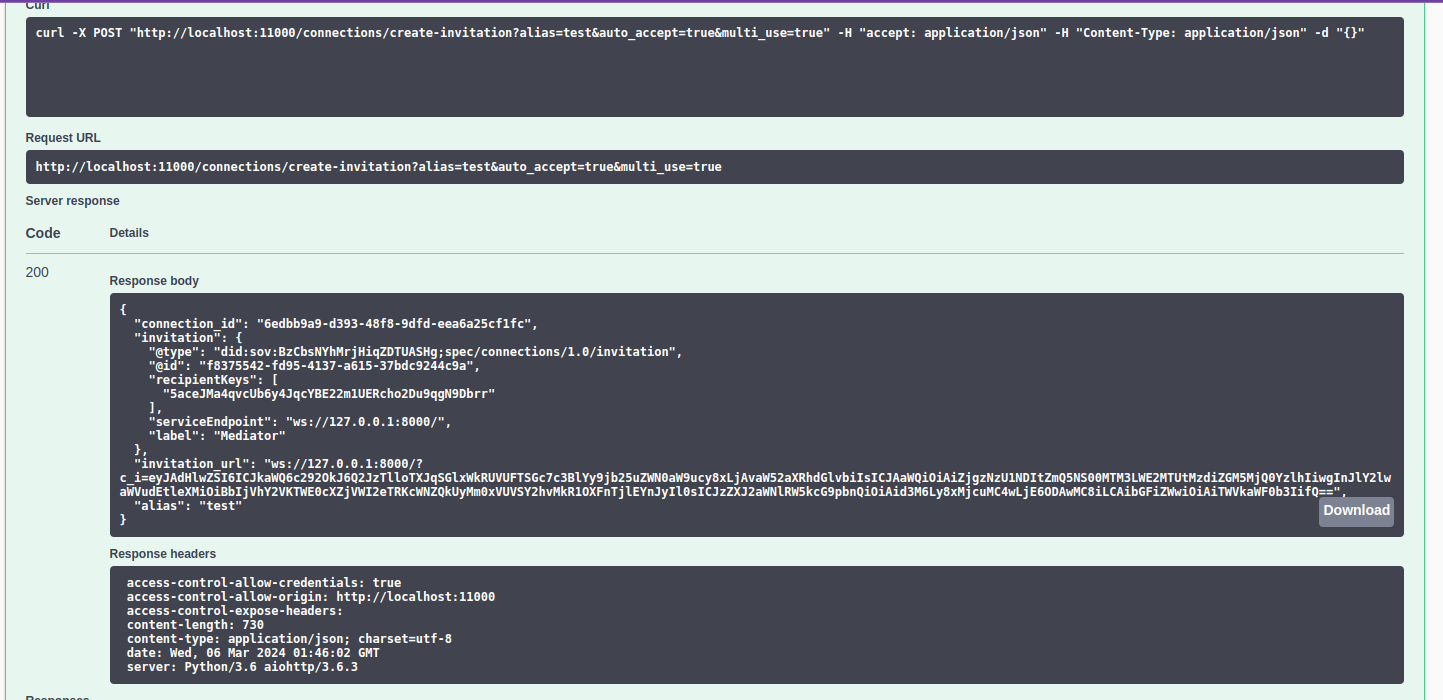 Curl
curl -X POST "http://localhost:11000/connections/create-invitation?alias=test&auto_accept=true&multi_use=true" -H "accept: application/json" -H "Content-Type: application/json" -d "{}"
Request URL
http://localhost:11000/connections/create-invitation?alias=test&auto_accept=true&multi_use=true
Server response
Code Details
200
Response body
{
"connection_id": "6edbb9a9-d393-48f8-9dfd-eea6a25cf1fc",
"invitation": {
"@type": "did:sov:BzCbsNYhMrjHiqZDTUASHg;spec/connections/1.0/invitation",
"@id": "f8375542-fd95-4137-a615-37bdc9244c9a",
"recipientKeys": [
"5aceJMa4qvcUb6y4JqcYBE22m1UERcho2Du9qgN9Dbrr"
],
"serviceEndpoint": "ws://127.0.0.1:8000/",
"label": "Mediator"
},
"invitation_url": "ws://127.0.0.1:8000/?
c_i=eyJAdHlwZSI6ICJkaWQ6c292OkJ6Q2JzTlloTXJqSGlxWkRUVUFTSGc7c3BlYy9jb25uZWN0aW9ucy8xLjAvaW52aXRhdGlvbiIsICJAaWQiOiAiZjgzNzU1NDItZmQ5NS00MTM3LWE2MTUtMzdiZGM5MjQ0YzlhIiwgInJlY2lw
aWVudEtleXMiOiBbIjVhY2VKTWE0cXZjVWI2eTRKcWNZQkUyMm0xVUVSY2hvMkR1OXFnTjlEYnJyIl0sICJzZXJ2aWNlRW5kcG9pbnQiOiAid3M6Ly8xMjcuMC4wLjE6ODAwMC8iLCAibGFiZWwiOiAiTWVkaWF0b3IifQ==",
"alias": "test"
}
Download
Response headers
access-control-allow-credentials: true
access-control-allow-origin: http://localhost:11000
access-control-expose-headers:
content-length: 730
content-type: application/json; charset=utf-8
date: Wed, 06 Mar 2024 01:46:02 GMT
server: Python/3.6 aiohttp/3.6.3
Responses